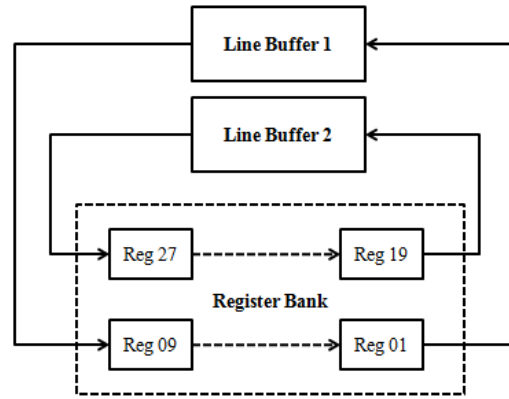 Line Buffer 1
Line Buffer 2
Reg 27
Reg 19
Register Bank
Reg 09
Reg 01